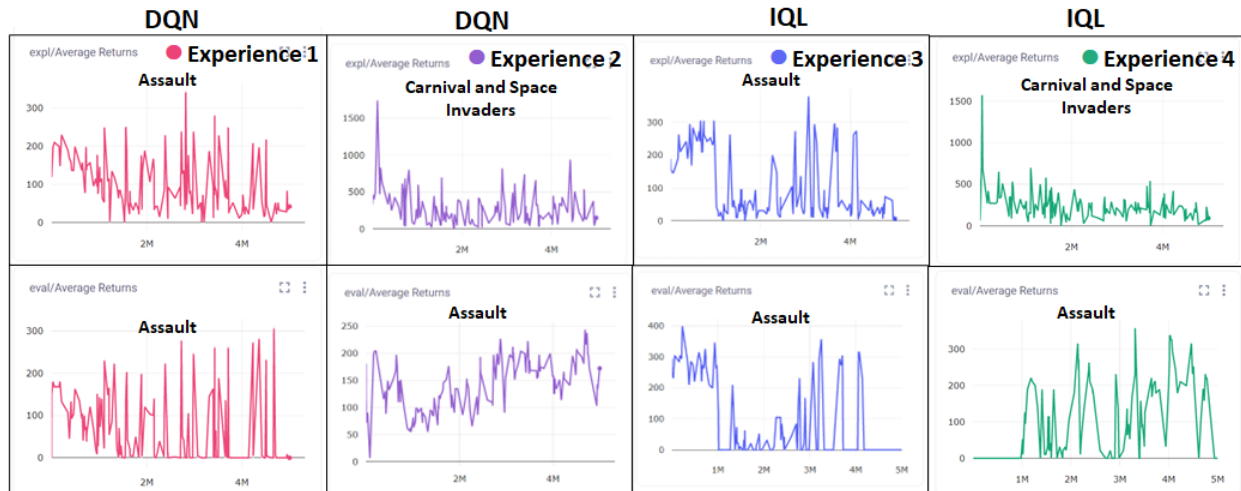 DQN
DQN
IQL
IQL
expl/Average Returns
Experience 1
Assault
300
200
100
0
2M
4M
expl/Average Returns
Experience 2
Carnival and Space
Invaders
1500
1000
500
0
2M
4M
expl/Average Returns
Experience 3
Assault
300
200
100
0
2M
4M
expl/Average Returns
Experience 4
Carnival and Space
Invaders
1500
1000
500
0
2M
4M
eval/Average Returns
Assault
300
200
100
0
2M
4M
eval/Average Returns
Assault
250
200
150
100
50
0
2M
4M
eval/Average Returns
Assault
400
300
200
100
0
1M 2M 3M 4M 5M
eval/Average Returns
Assault
300
200
100
0
1M 2M 3M 4M 5M